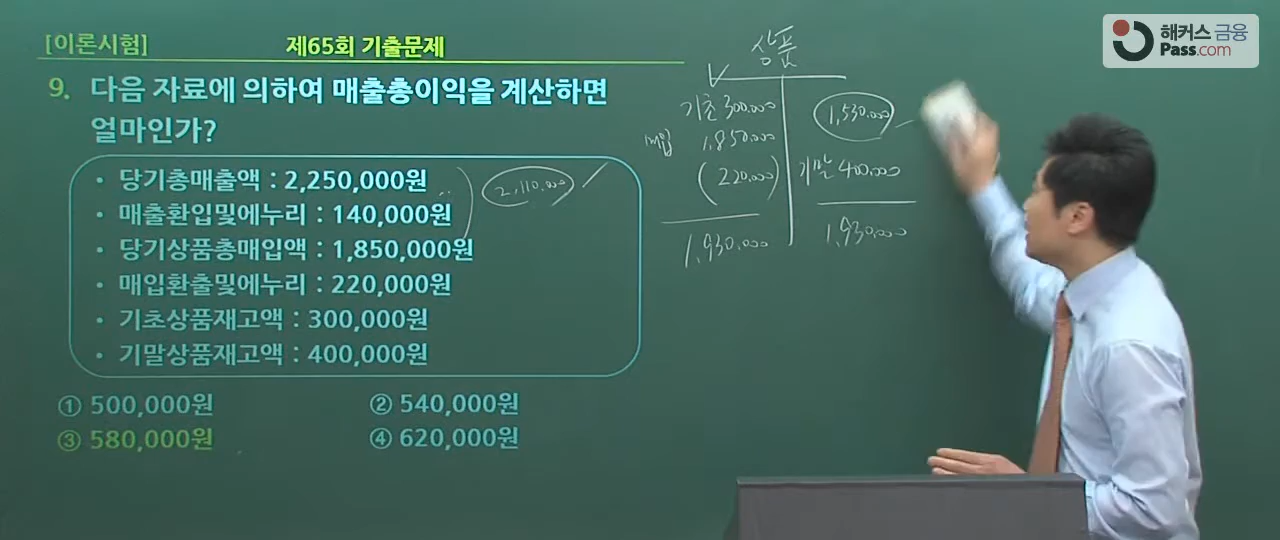 [이론시험]
제65회 기출문제
9. 다음 자료에 의하여 매출총이익을 계산하면
얼마인가?
• 당기총매출액 : 2,250,000원
• 매출환입및에누리 : 140,000원
• 당기상품총매입액 : 1,850,000원
• 매입환출및에누리 : 220,000원
• 기초상품재고액 : 300,000원
• 기말상품재고액 : 400,000원
2,110,000
① 500,000원
② 540,000원
③ 580,000원
④ 620,000원
상품
기초 300,000
매입 1,850,000
(220,000)
1,930,000
1,530,000
기말 400,000
1,930,000
해커스 금융
Pass.com